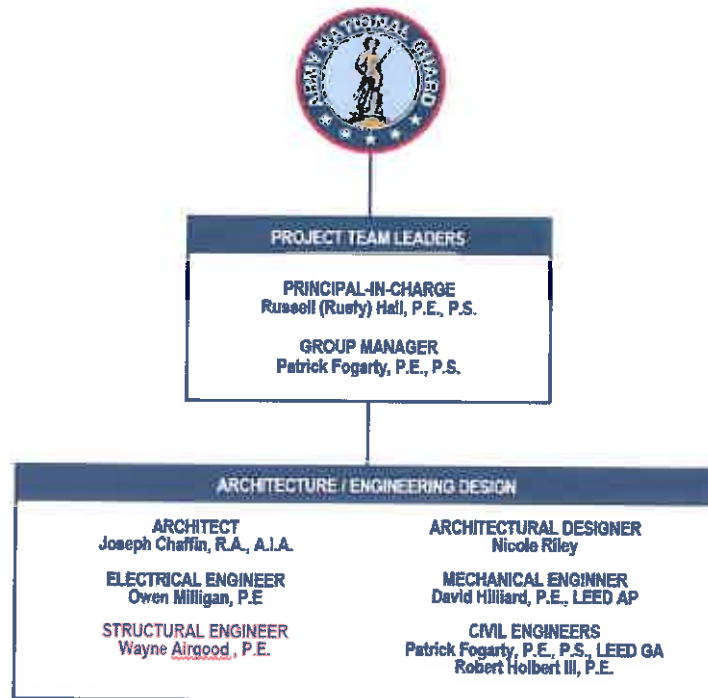 ARMY NATIONAL GUARD
PROJECT TEAM LEADERS
PRINCIPAL-IN-CHARGE
Russell (Rusty) Hall, P.E., P.S.
GROUP MANAGER
Patrick Fogarty, P.E., P.S.
ARCHITECTURE / ENGINEERING DESIGN
ARCHITECT
Joseph Chaffin, R.A., A.I.A.
ELECTRICAL ENGINEER
Owen Milligan, P.E
STRUCTURAL ENGINEER
Wayne Airgood , P.E.
ARCHITECTURAL DESIGNER
Nicole Riley
MECHANICAL ENGINNER
David Hilliard, P.E., LEED AP
CIVIL ENGINEERS
Patrick Fogarty, P.E., P.S., LEED GA
Robert Holbert III, P.E.